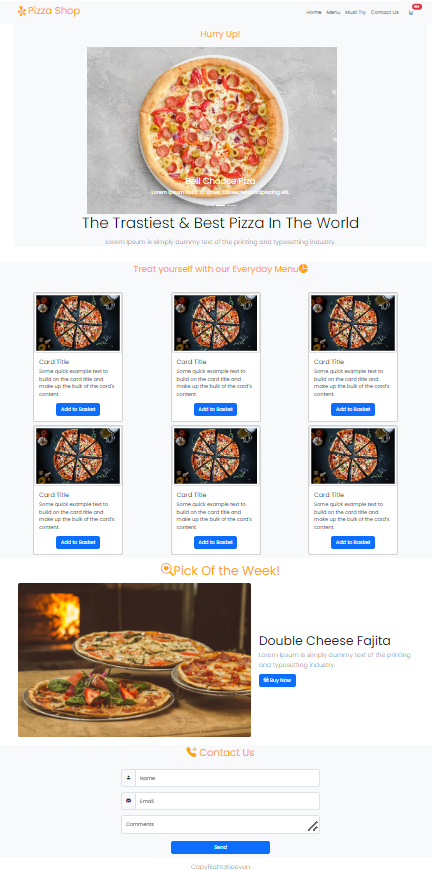 Pizza Shop
Home Menu Must Try Contact Us
Hurry Up!
Bell Choose Piza
Lorem ipsum dolor sit amet, consectetur adipiscing elit.
The Trastiest & Best Pizza In The World
Lorem Ipsum is simply dummy text of the printing and typesetting industry.
Treat yourself with our Everyday Menu
Card Title
Some quick example text to
build on the card title and
make up the bulk of the card's
content.
Add to Basket
Card Title
Some quick example text to
build on the card title and
make up the bulk of the card's
content.
Add to Basket
Card Title
Some quick example text to
build on the card title and
make up the bulk of the card's
content.
Add to Basket
Card Title
Some quick example text to
build on the card title and
make up the bulk of the card's
content.
Add to Basket
Card Title
Some quick example text to
build on the card title and
make up the bulk of the card's
content.
Add to Basket
Card Title
Some quick example text to
build on the card title and
make up the bulk of the card's
content.
Add to Basket
Pick Of the Week!
Double Cheese Fajita
Lorem Ipsum is simply dummy text of the printing
and typesetting industry.
Buy Now
Contact Us
Name
Email
Comments
Send
CopyRight@jeevan